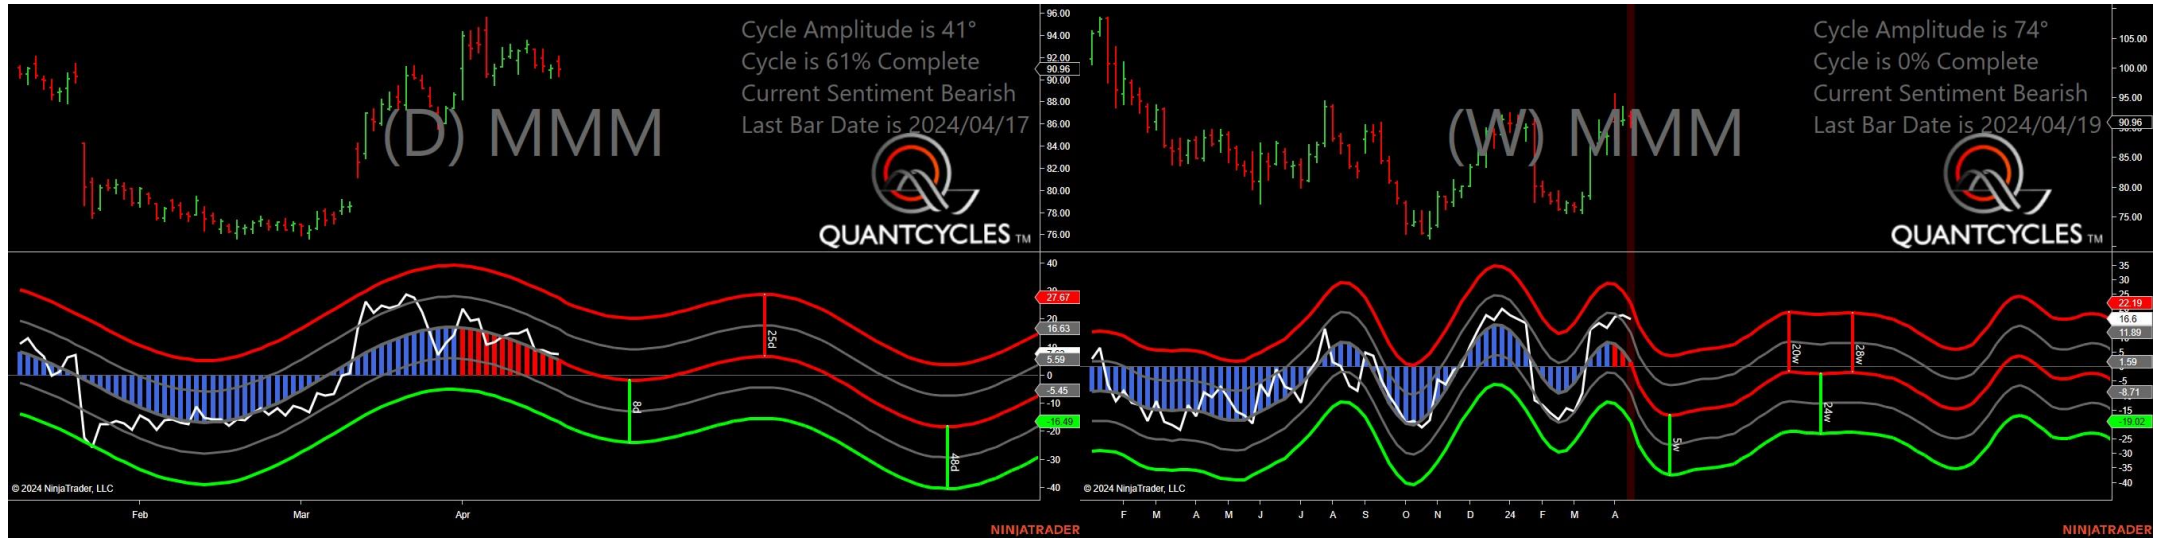 Cycle Amplitude is 41°
Cycle is 61% Complete
Current Sentiment Bearish
Last Bar Date is 2024/04/17
(D) MMM
QUANTCYCLES TM
96.00
94.00
92.00
90.96
90.00
88.00
86.00
84.00
82.00
80.00
78.00
76.00
40
27.67
20
16.63
5.59
0
-5.45
-10
-16.49
-20
-30
-40
8d
25d
48d
© 2024 NinjaTrader, LLC
Feb Mar Apr
NINJATRADER
Cycle Amplitude is 74°
Cycle is 0% Complete
Current Sentiment Bearish
Last Bar Date is 2024/04/19
(W) MMM
QUANTCYCLES TM
105.00
100.00
95.00
90.96
85.00
80.00
75.00
35
30
25
22.19
16.6
11.89
5
1.59
-5
-8.71
-15
-19.02
-25
-30
-35
-40
5w
20w
24w
28w
© 2024 NinjaTrader, LLC
F M A M J J A S O N D 24 F M A
NINJATRADER